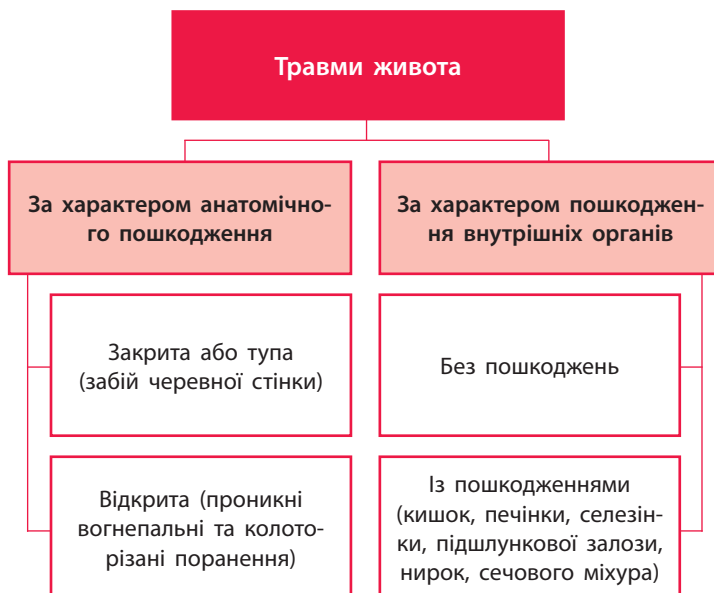 Травми живота
За характером анатомічно-
го пошкодження
За характером пошкоджен-
ня внутрішніх органів
Закрита або тупа
(забій черевної стінки)
Без пошкоджень
Відкрита (проникні
вогнепальні та колото-
різані поранення)
Із пошкодженнями
(кишок, печінки, селезін-
ки, підшлункової залози,
нирок, сечового міхура)